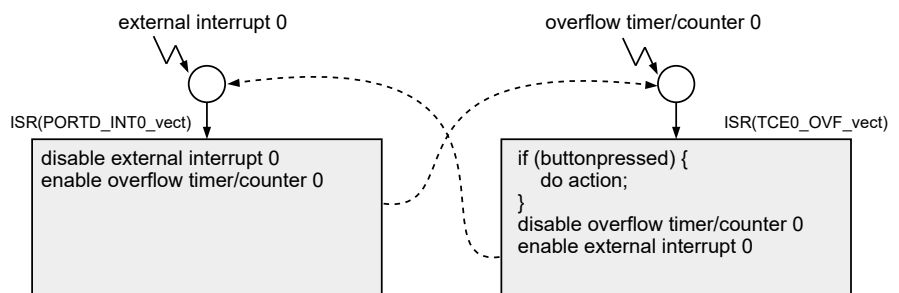 external interrupt 0
overflow timer/counter 0
ISR(PORTD_INT0_vect)
ISR(TCE0_OVF_vect)
disable external interrupt 0
enable overflow timer/counter 0
if (buttonpressed) {
do action;
}
disable overflow timer/counter 0
enable external interrupt 0